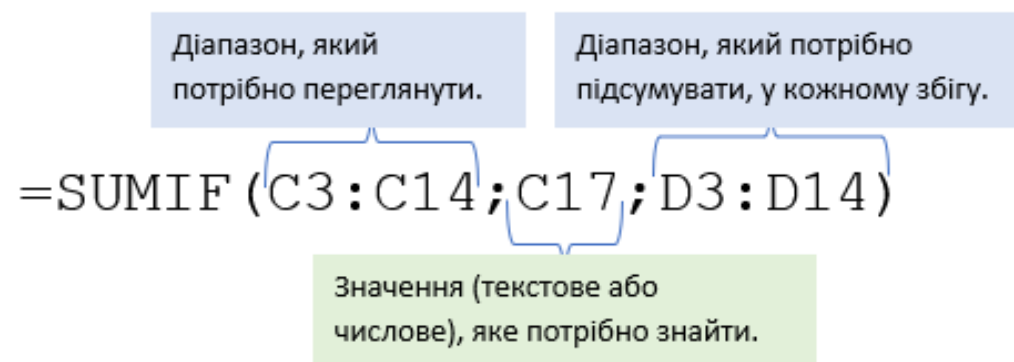 Діапазон, який
потрібно переглянути.
Діапазон, який потрібно
підсумувати, у кожному збігу.
=SUMIF(C3:C14;C17;D3:D14)
Значення (текстове або
числове), яке потрібно знайти.